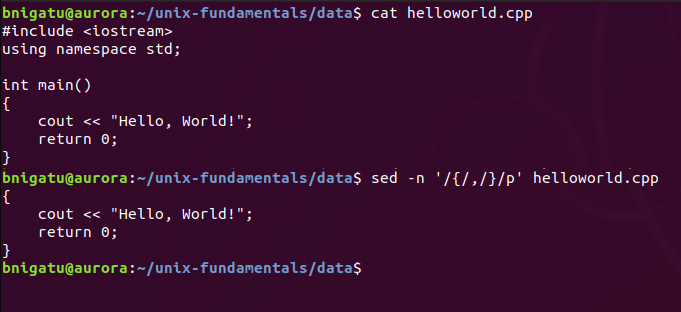 bnigatu@aurora:~/unix-fundamentals/data$ cat helloworld.cpp
#include <iostream>
using namespace std;

int main()
{
    cout << "Hello, World!";
    return 0;
}
bnigatu@aurora:~/unix-fundamentals/data$ sed -n '/{/,/}/p' helloworld.cpp
{
    cout << "Hello, World!";
    return 0;
}
bnigatu@aurora:~/unix-fundamentals/data$